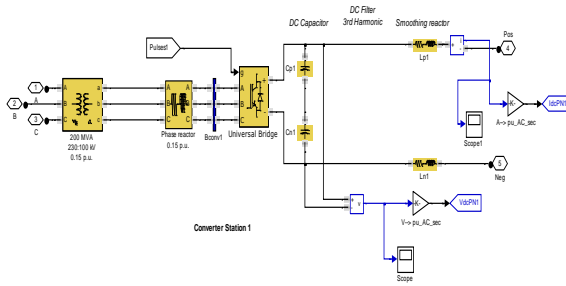 DC Capacitor
DC Filter
3rd Harmonic
Smoothing reactor
Pos
4
Pulses1
Lp1
+
i
-
Cp1
g
A
B
C
+
-
1
A
2
B
3
C
A
B
C
a
b
c
A
B
C
A
B
C
200 MVA
230:100 kV
0.15 p.u.
Phase reactor
0.15 p.u.
Bconv1
Universal Bridge
Cn1
Scope1
-K-
A-> pu_AC_sec
IdcPN1
Ln1
5
Neg
+
-
v
-K-
V-> pu_AC_sec
VdcPN1
Converter Station 1
Scope